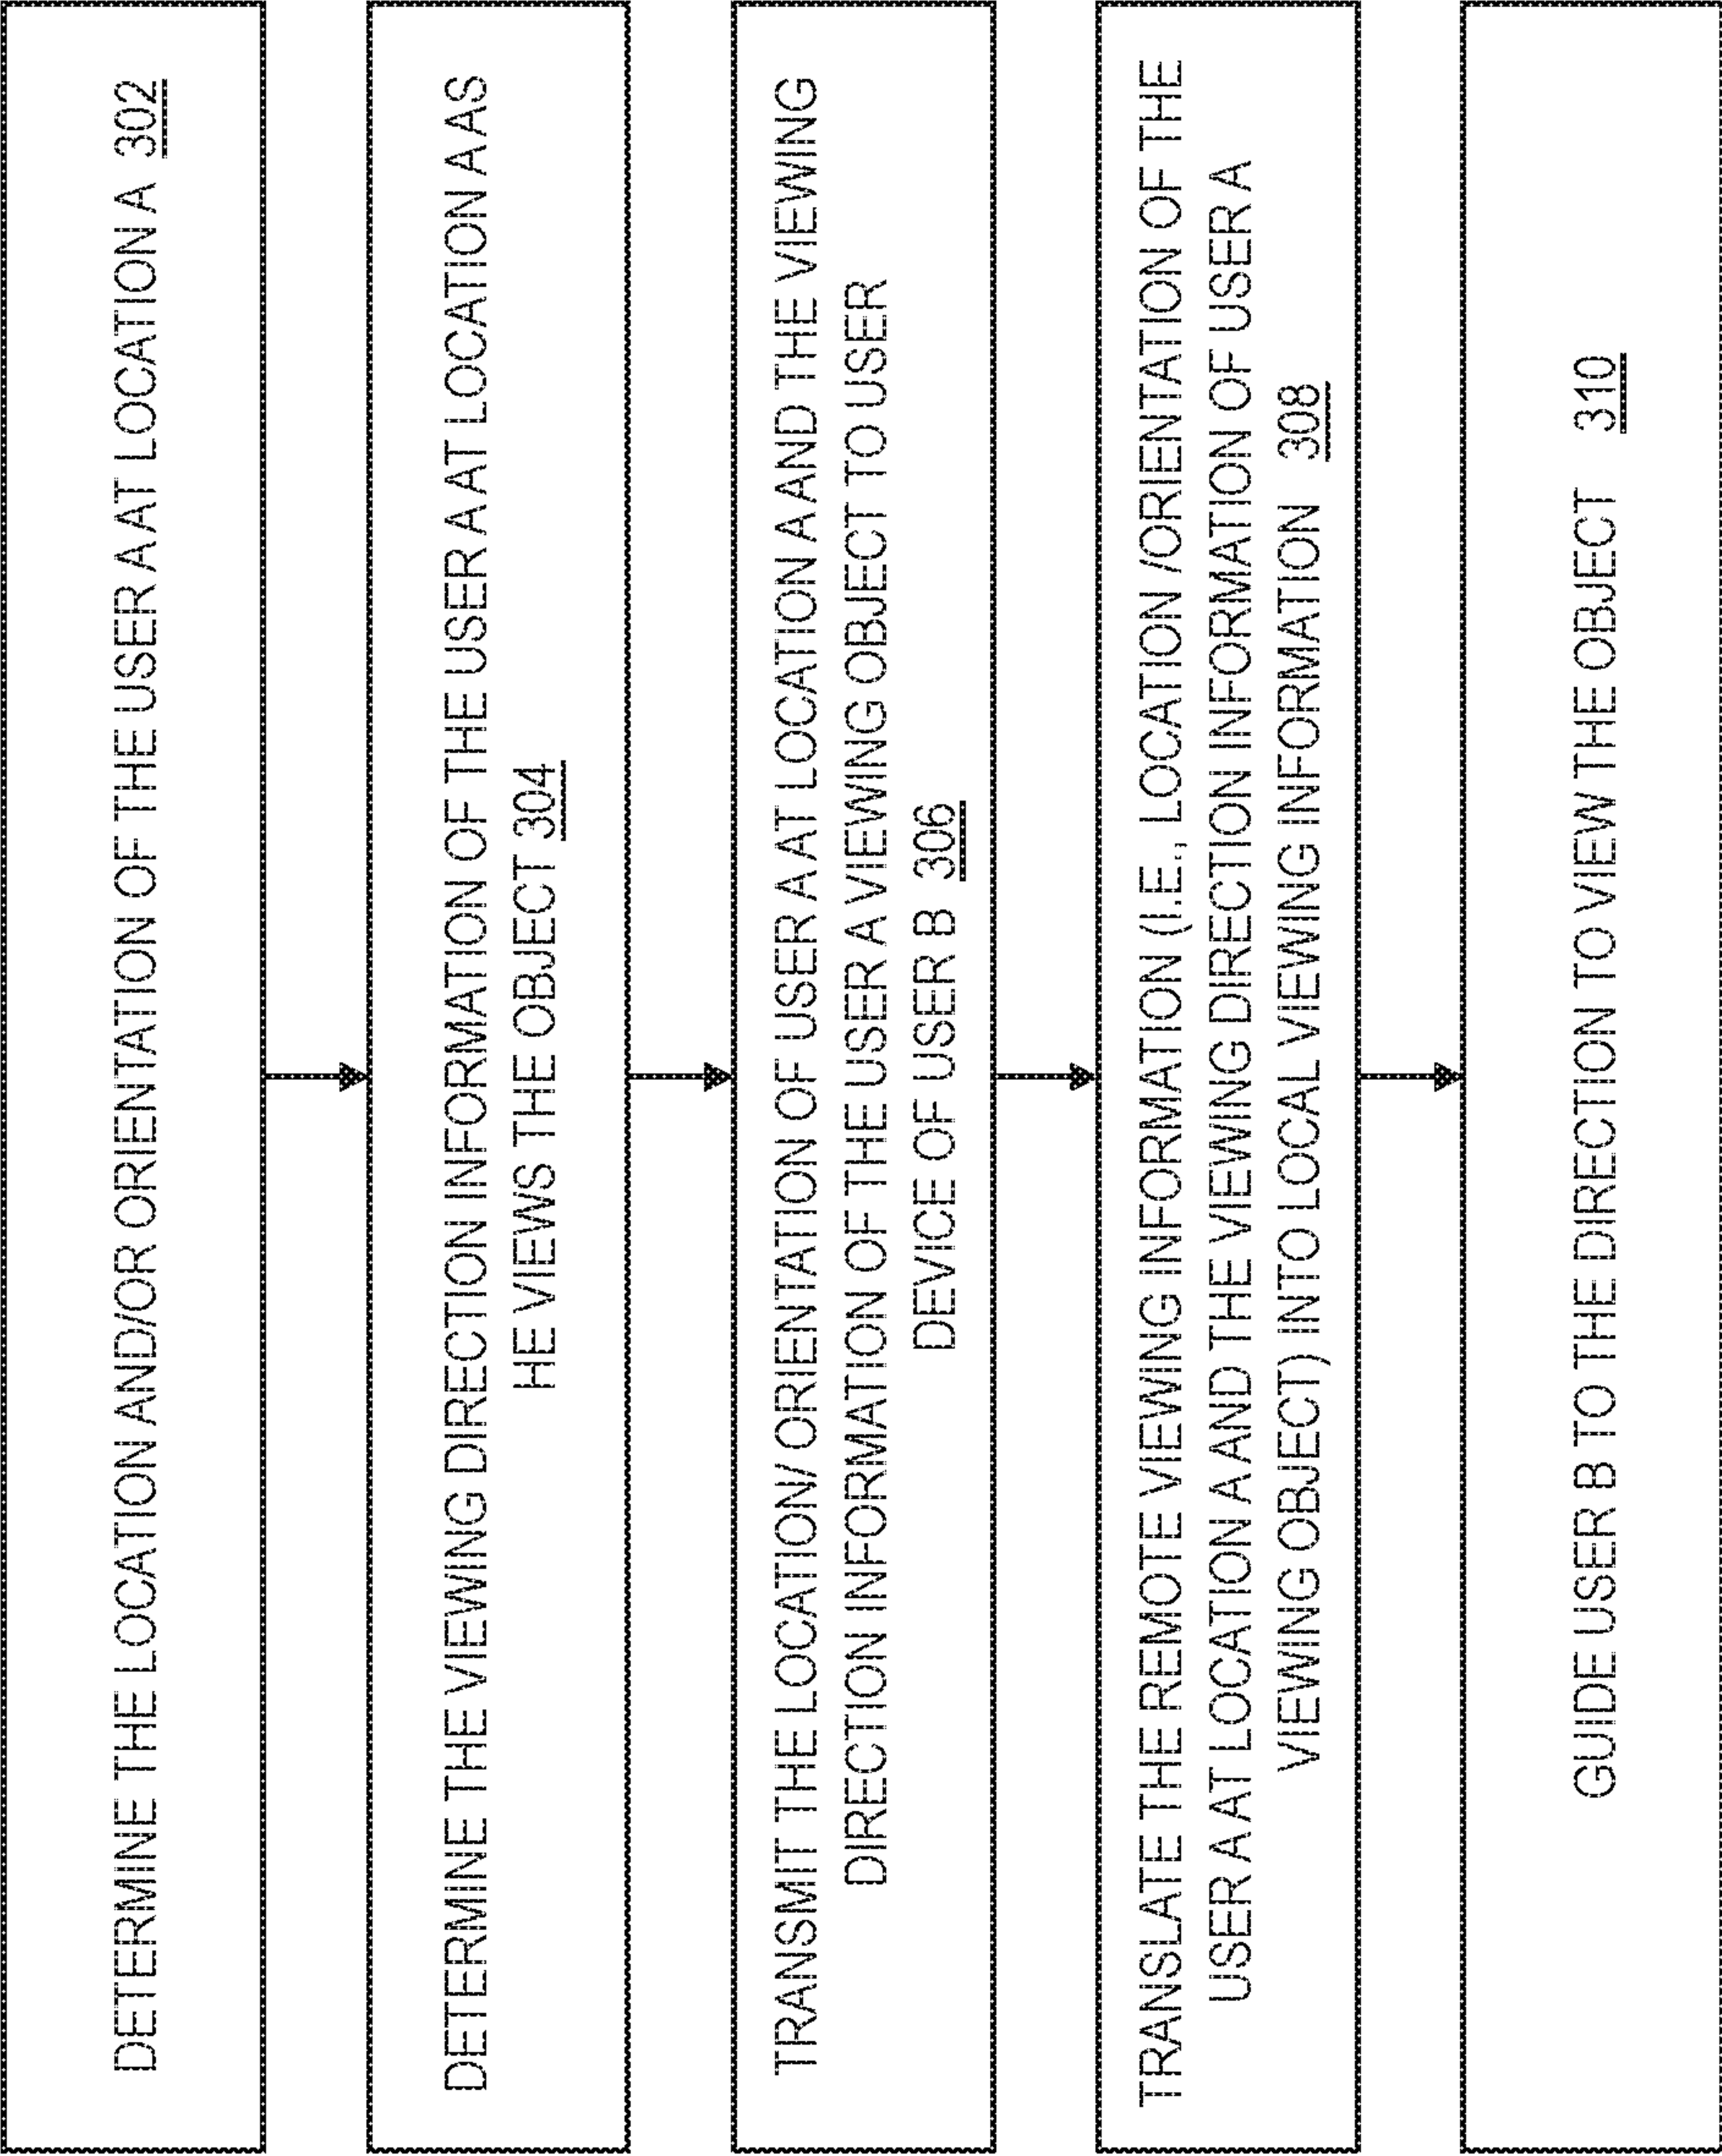 DETERMINE THE LOCATION AND/OR ORIENTATION OF THE USER A AT LOCATION A 302
DETERMINE THE VIEWING DIRECTION INFORMATION OF THE USER A AT LOCATION A AS
HE VIEWS THE OBJECT 304
TRANSMIT THE LOCATION/ ORIENTATION OF USER A AT LOCATION A AND THE VIEWING
DIRECTION INFORMATION OF THE USER A VIEWING OBJECT TO USER
DEVICE OF USER B 306
TRANSLATE THE REMOTE VIEWING INFORMATION (I.E., LOCATION /ORIENTATION OF THE
USER A AT LOCATION A AND THE VIEWING DIRECTION INFORMATION OF USER A
VIEWING OBJECT) INTO LOCAL VIEWING INFORMATION 308
GUIDE USER B TO THE DIRECTION TO VIEW THE OBJECT 310